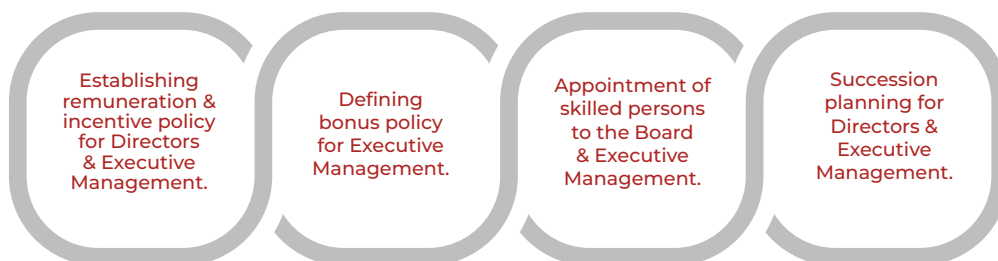 Establishing
remuneration &
incentive policy
for Directors
& Executive
Management.
Defining
bonus policy
for Executive
Management.
Appointment of
skilled persons
to the Board
& Executive
Management.
Succession
planning for
Directors &
Executive
Management.